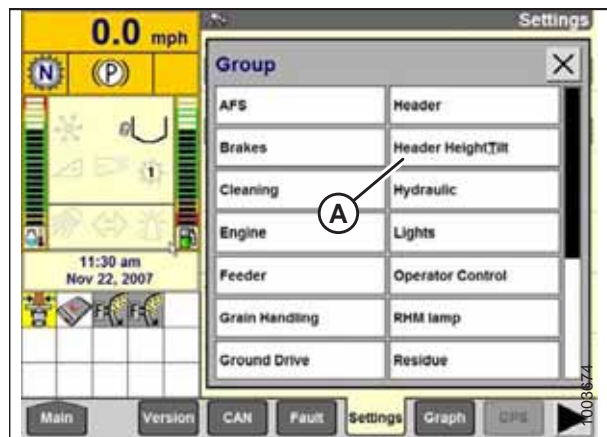 0.0 mph
Settings
N
(P)
1
11:30 am
Nov 22, 2007
F
F
Group
AFS
Header
Brakes
Header Height/Tilt
Cleaning
Hydraulic
A
Engine
Lights
Feeder
Operator Control
Grain Handling
RHM lamp
Ground Drive
Residue
1003674
Main
Version
CAN
Fault
Settings
Graph
GPS